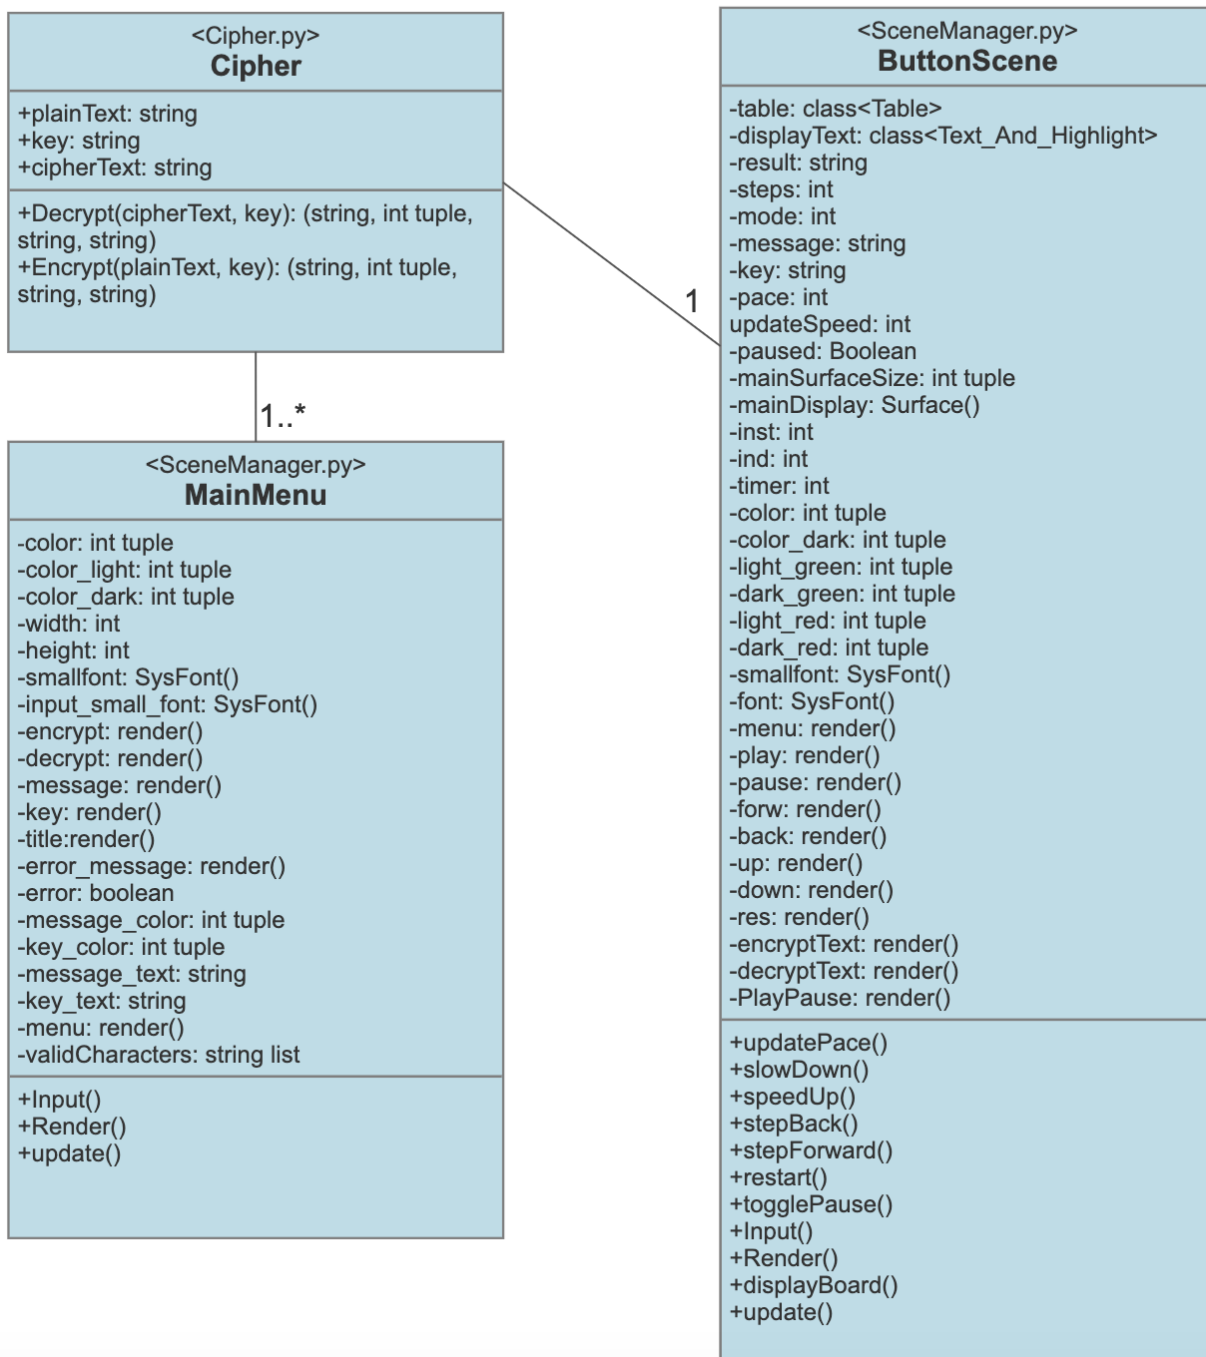 <Cipher.py>
Cipher
+plainText: string
+key: string
+cipherText: string
+Decrypt(cipherText, key): (string, int tuple,
string, string)
+Encrypt(plainText, key): (string, int tuple,
string, string)
1..*
<SceneManager.py>
MainMenu
-color: int tuple
-color_light: int tuple
-color_dark: int tuple
-width: int
-height: int
-smallfont: SysFont()
-input_small_font: SysFont()
-encrypt: render()
-decrypt: render()
-message: render()
-key: render()
-title:render()
-error_message: render()
-error: boolean
-message_color: int tuple
-key_color: int tuple
-message_text: string
-key_text: string
-menu: render()
-validCharacters: string list
+Input()
+Render()
+update()
1
<SceneManager.py>
ButtonScene
-table: class<Table>
-displayText: class<Text_And_Highlight>
-result: string
-steps: int
-mode: int
-message: string
-key: string
-pace: int
updateSpeed: int
-paused: Boolean
-mainSurfaceSize: int tuple
-mainDisplay: Surface()
-inst: int
-ind: int
-timer: int
-color: int tuple
-color_dark: int tuple
-light_green: int tuple
-dark_green: int tuple
-light_red: int tuple
-dark_red: int tuple
-smallfont: SysFont()
-font: SysFont()
-menu: render()
-play: render()
-pause: render()
-forw: render()
-back: render()
-up: render()
-down: render()
-res: render()
-encryptText: render()
-decryptText: render()
-PlayPause: render()
+updatePace()
+slowDown()
+speedUp()
+stepBack()
+stepForward()
+restart()
+togglePause()
+Input()
+Render()
+displayBoard()
+update()